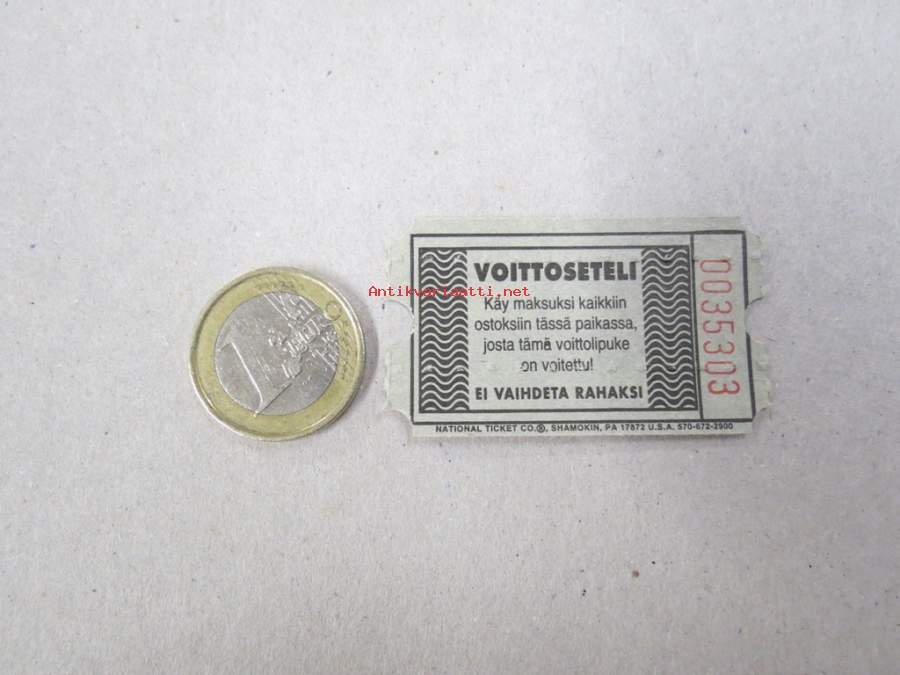 VOITTOSETELI
Antikvariaatti.net
Käy maksuksi kaikkiin
ostoksiin tässä paikassa,
josta tämä voittolipuke
on voitettu!
EI VAIHDETA RAHAKSI
NATIONAL TICKET CO.®, SHAMOKIN, PA 17872 U.S.A. 570-672-2900
0035303
1